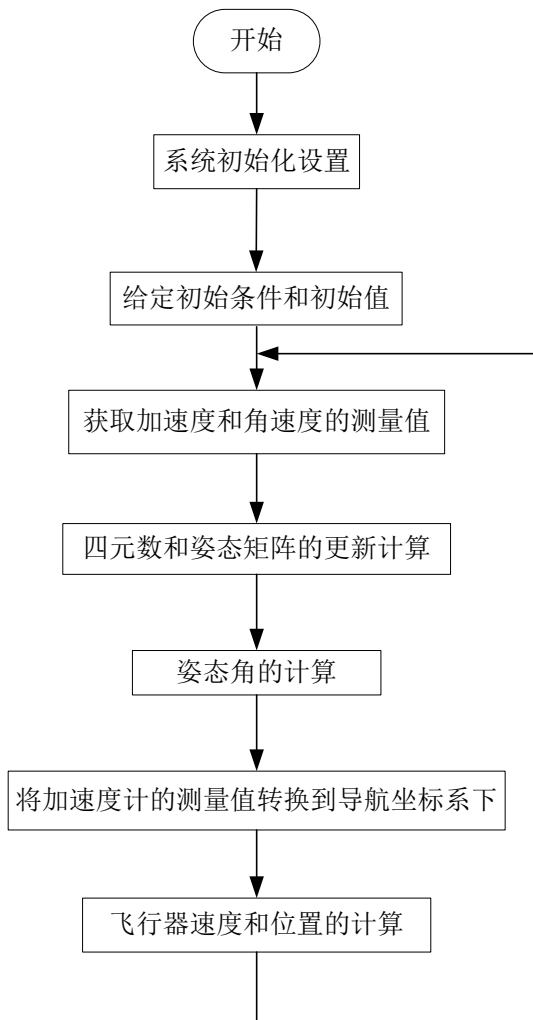 开始
系统初始化设置
给定初始条件和初始值
获取加速度和角速度的测量值
四元数和姿态矩阵的更新计算
姿态角的计算
将加速度计的测量值转换到导航坐标系下
飞行器速度和位置的计算